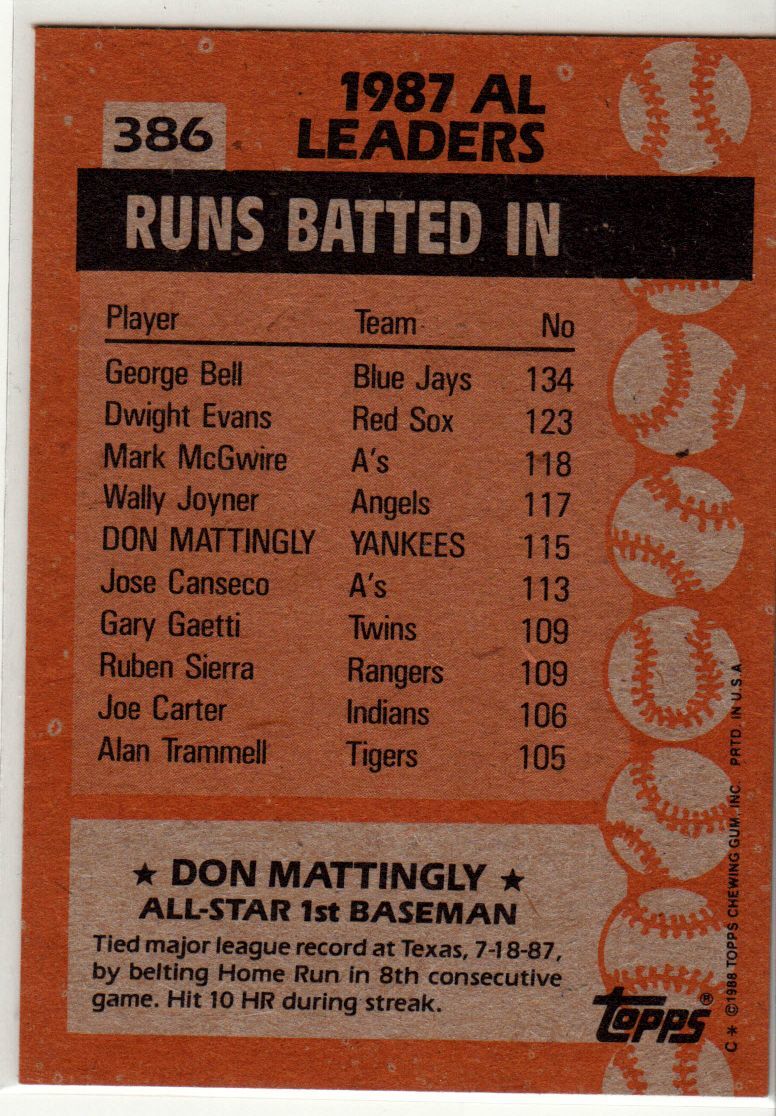 1987 AL
LEADERS
386
RUNS BATTED IN
Player Team No
George Bell Blue Jays 134
Dwight Evans Red Sox 123
Mark McGwire A's 118
Wally Joyner Angels 117
DON MATTINGLY YANKEES 115
Jose Canseco A's 113
Gary Gaetti Twins 109
Ruben Sierra Rangers 109
Joe Carter Indians 106
Alan Trammell Tigers 105
★ DON MATTINGLY ★
ALL-STAR 1st BASEMAN
Tied major league record at Texas, 7-18-87,
by belting Home Run in 8th consecutive
game. Hit 10 HR during streak.
topps®
C * ©1988 TOPPS CHEWING GUM, INC. PRTD. IN U.S.A